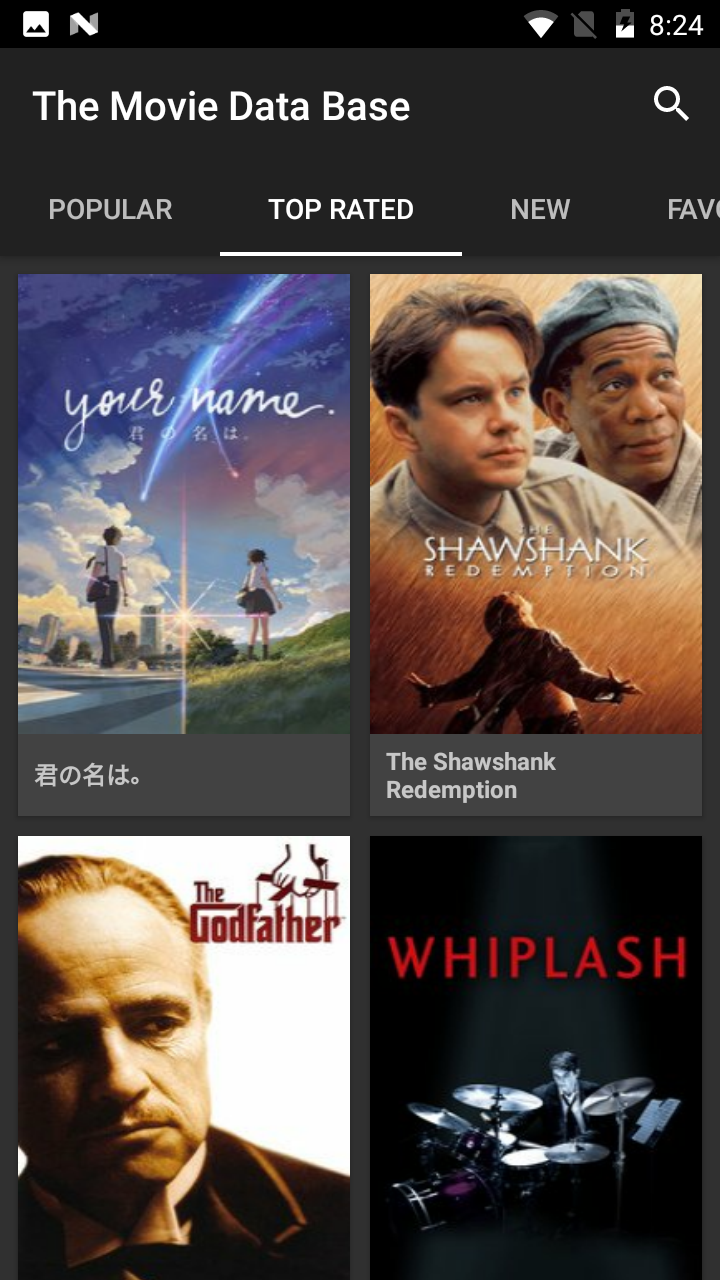 8:24
The Movie Data Base
POPULAR
TOP RATED
NEW
FAVO
your name.
君の名は。
THE
SHAWSHANK
REDEMPTION
君の名は。
The Shawshank
Redemption
The
Godfather
WHIPLASH